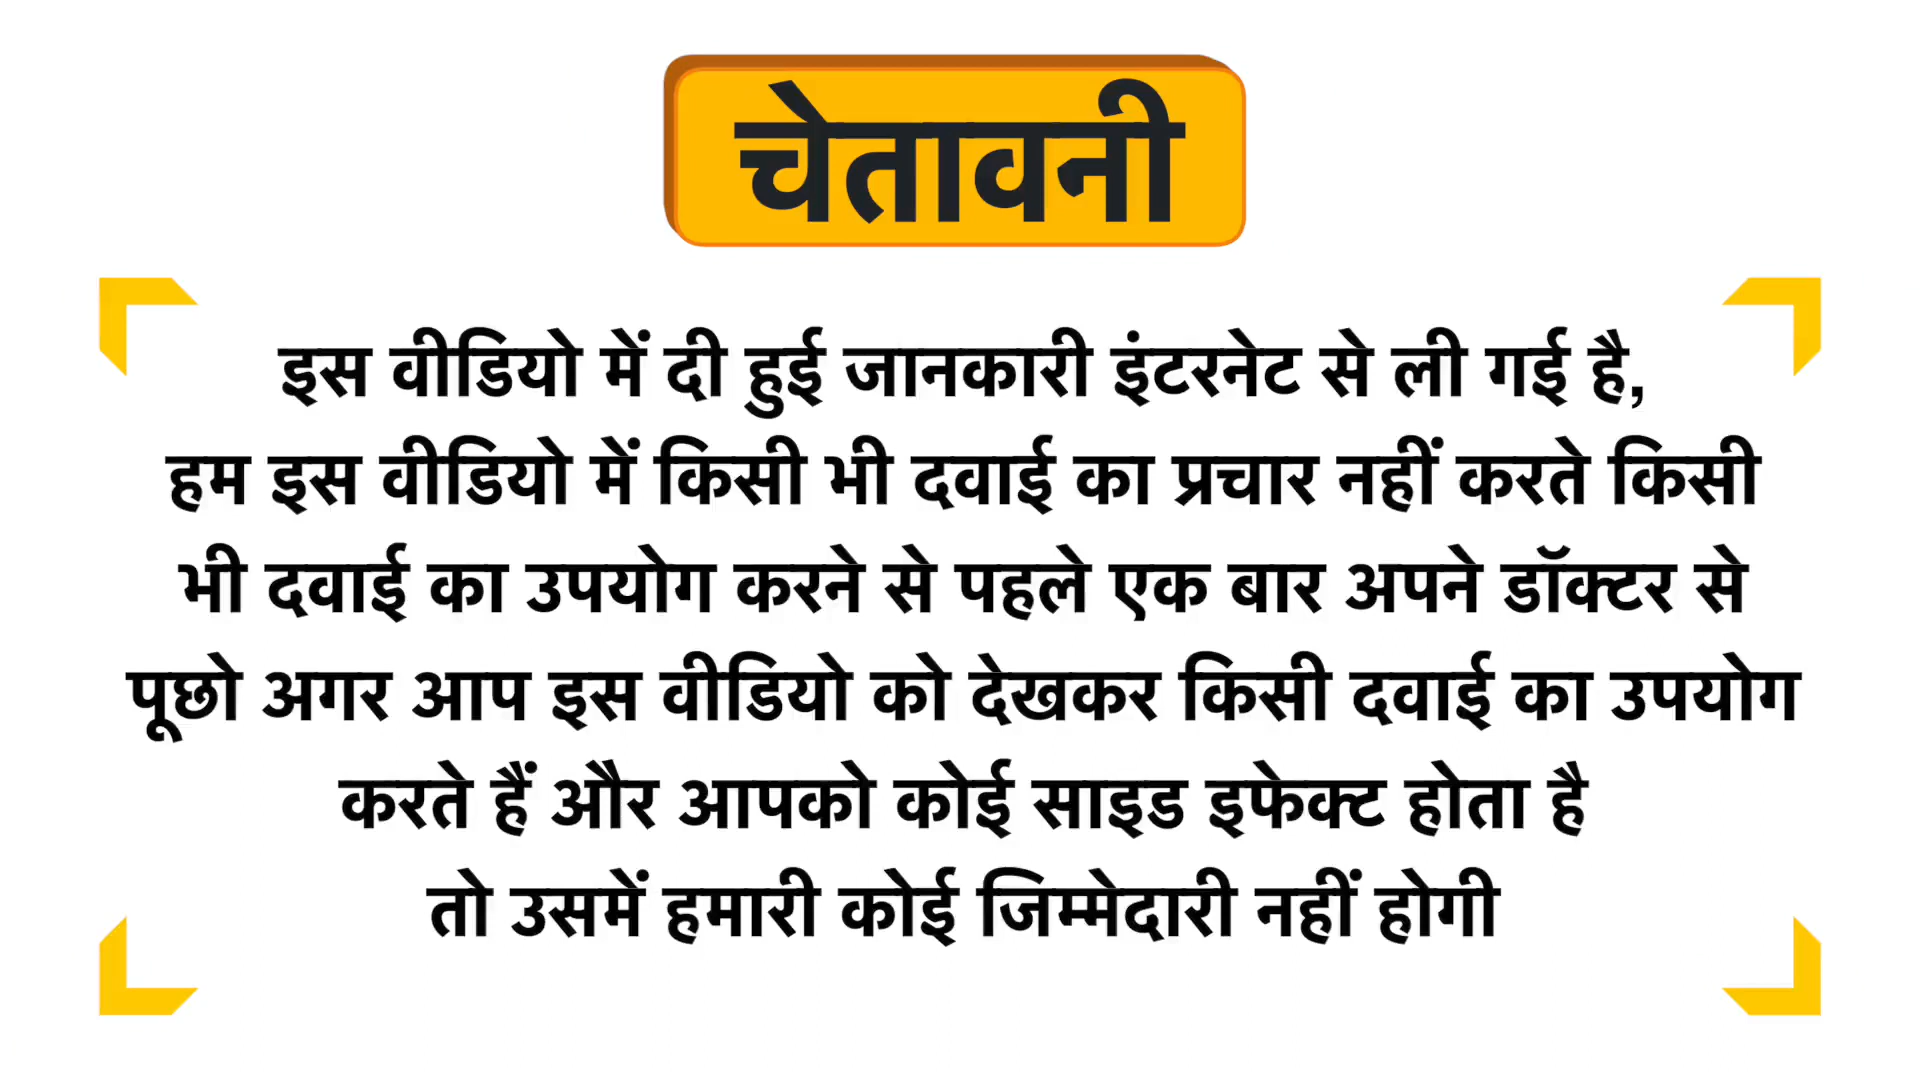 चेतावनी
इस वीडियो में दी हुई जानकारी इंटरनेट से ली गई है,
हम इस वीडियो में किसी भी दवाई का प्रचार नहीं करते किसी
भी दवाई का उपयोग करने से पहले एक बार अपने डॉक्टर से
पूछो अगर आप इस वीडियो को देखकर किसी दवाई का उपयोग
करते हैं और आपको कोई साइड इफेक्ट होता है
तो उसमें हमारी कोई जिम्मेदारी नहीं होगी